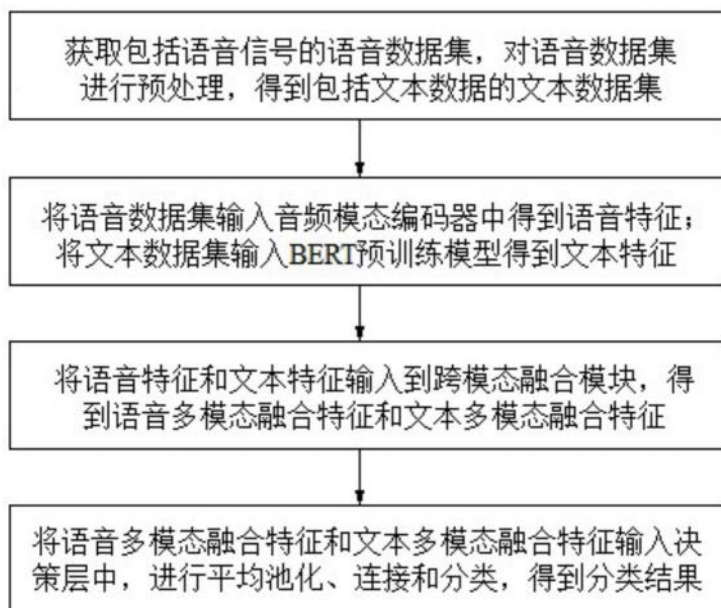 获取包括语音信号的语音数据集，对语音数据集
进行预处理，得到包括文本数据的文本数据集
将语音数据集输入音频模态编码器中得到语音特征；
将文本数据集输入BERT预训练模型得到文本特征
将语音特征和文本特征输入到跨模态融合模块，得
到语音多模态融合特征和文本多模态融合特征
将语音多模态融合特征和文本多模态融合特征输入决
策层中，进行平均池化、连接和分类，得到分类结果